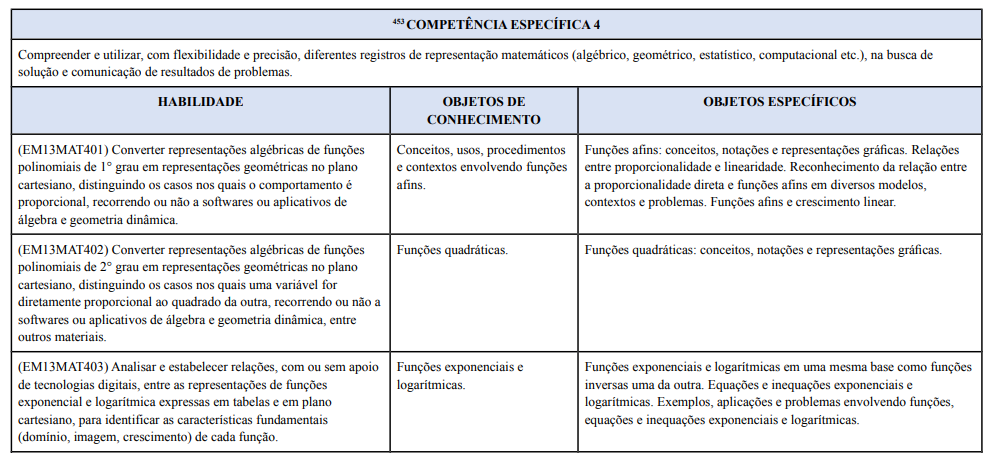 453 COMPETÊNCIA ESPECÍFICA 4
Compreender e utilizar, com flexibilidade e precisão, diferentes registros de representação matemáticos (algébrico, geométrico, estatístico, computacional etc.), na busca de
solução e comunicação de resultados de problemas.
HABILIDADE
OBJETOS DE
CONHECIMENTO
OBJETOS ESPECÍFICOS
(EM13MAT401) Converter representações algébricas de funções
polinomiais de 1° grau em representações geométricas no plano
cartesiano, distinguindo os casos nos quais o comportamento é
proporcional, recorrendo ou não a softwares ou aplicativos de
álgebra e geometria dinâmica.
Conceitos, usos, procedimentos
e contextos envolvendo funções
afins.
Funções afins: conceitos, notações e representações gráficas. Relações
entre proporcionalidade e linearidade. Reconhecimento da relação entre
a proporcionalidade direta e funções afins em diversos modelos,
contextos e problemas. Funções afins e crescimento linear.
(EM13MAT402) Converter representações algébricas de funções
polinomiais de 2° grau em representações geométricas no plano
cartesiano, distinguindo os casos nos quais uma variável for
diretamente proporcional ao quadrado da outra, recorrendo ou não a
softwares ou aplicativos de álgebra e geometria dinâmica, entre
outros materiais.
Funções quadráticas.
Funções quadráticas: conceitos, notações e representações gráficas.
(EM13MAT403) Analisar e estabelecer relações, com ou sem apoio
de tecnologias digitais, entre as representações de funções
exponencial e logarítmica expressas em tabelas e em plano
cartesiano, para identificar as características fundamentais
(domínio, imagem, crescimento) de cada função.
Funções exponenciais e
logarítmicas.
Funções exponenciais e logarítmicas em uma mesma base como funções
inversas uma da outra. Equações e inequações exponenciais e
logarítmicas. Exemplos, aplicações e problemas envolvendo funções,
equações e inequações exponenciais e logarítmicas.